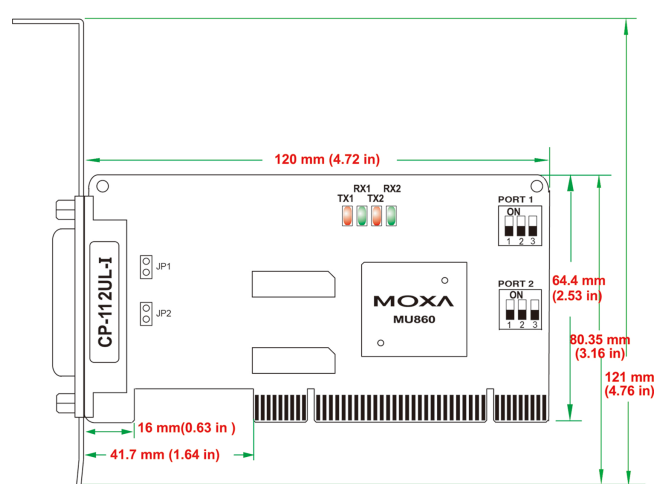 120 mm (4.72 in)
RX1 RX2
TX1 TX2
PORT 1
ON
1 2 3
JP1
JP2
CP-112UL-I
MOXA
MU860
PORT 2
ON
1 2 3
64.4 mm
(2.53 in)
80.35 mm
(3.16 in)
121 mm
(4.76 in)
16 mm(0.63 in )
41.7 mm (1.64 in)